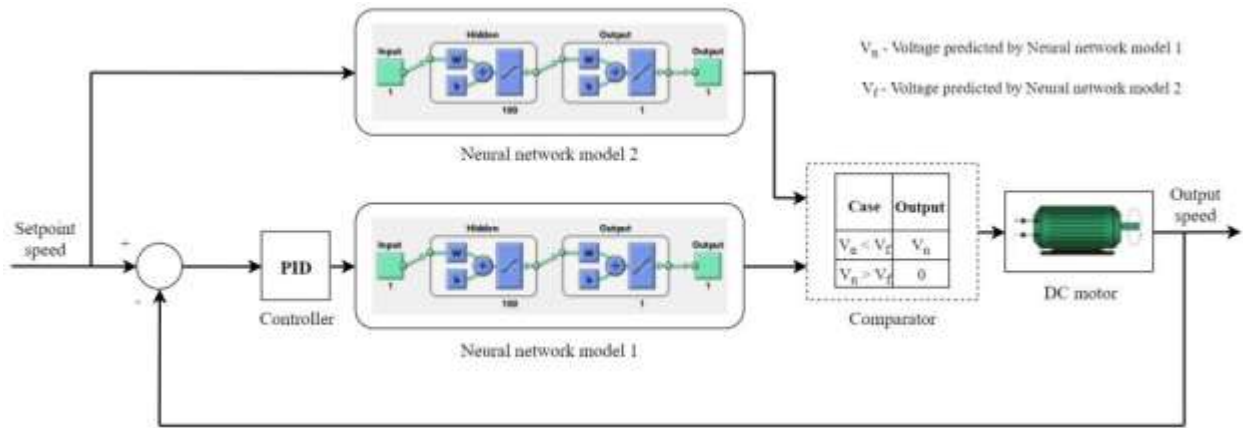 Hidden
Output
Input
Output
W
b
W
b
1
100
1
1
Neural network model 2
Vn - Voltage predicted by Neural network model 1
Vf - Voltage predicted by Neural network model 2
Setpoint
speed
+
-
PID
Controller
Hidden
Output
Input
Output
W
b
W
b
1
100
1
1
Neural network model 1
Case Output
Vn < Vf Vn
Vn > Vf 0
Comparator
DC motor
Output
speed